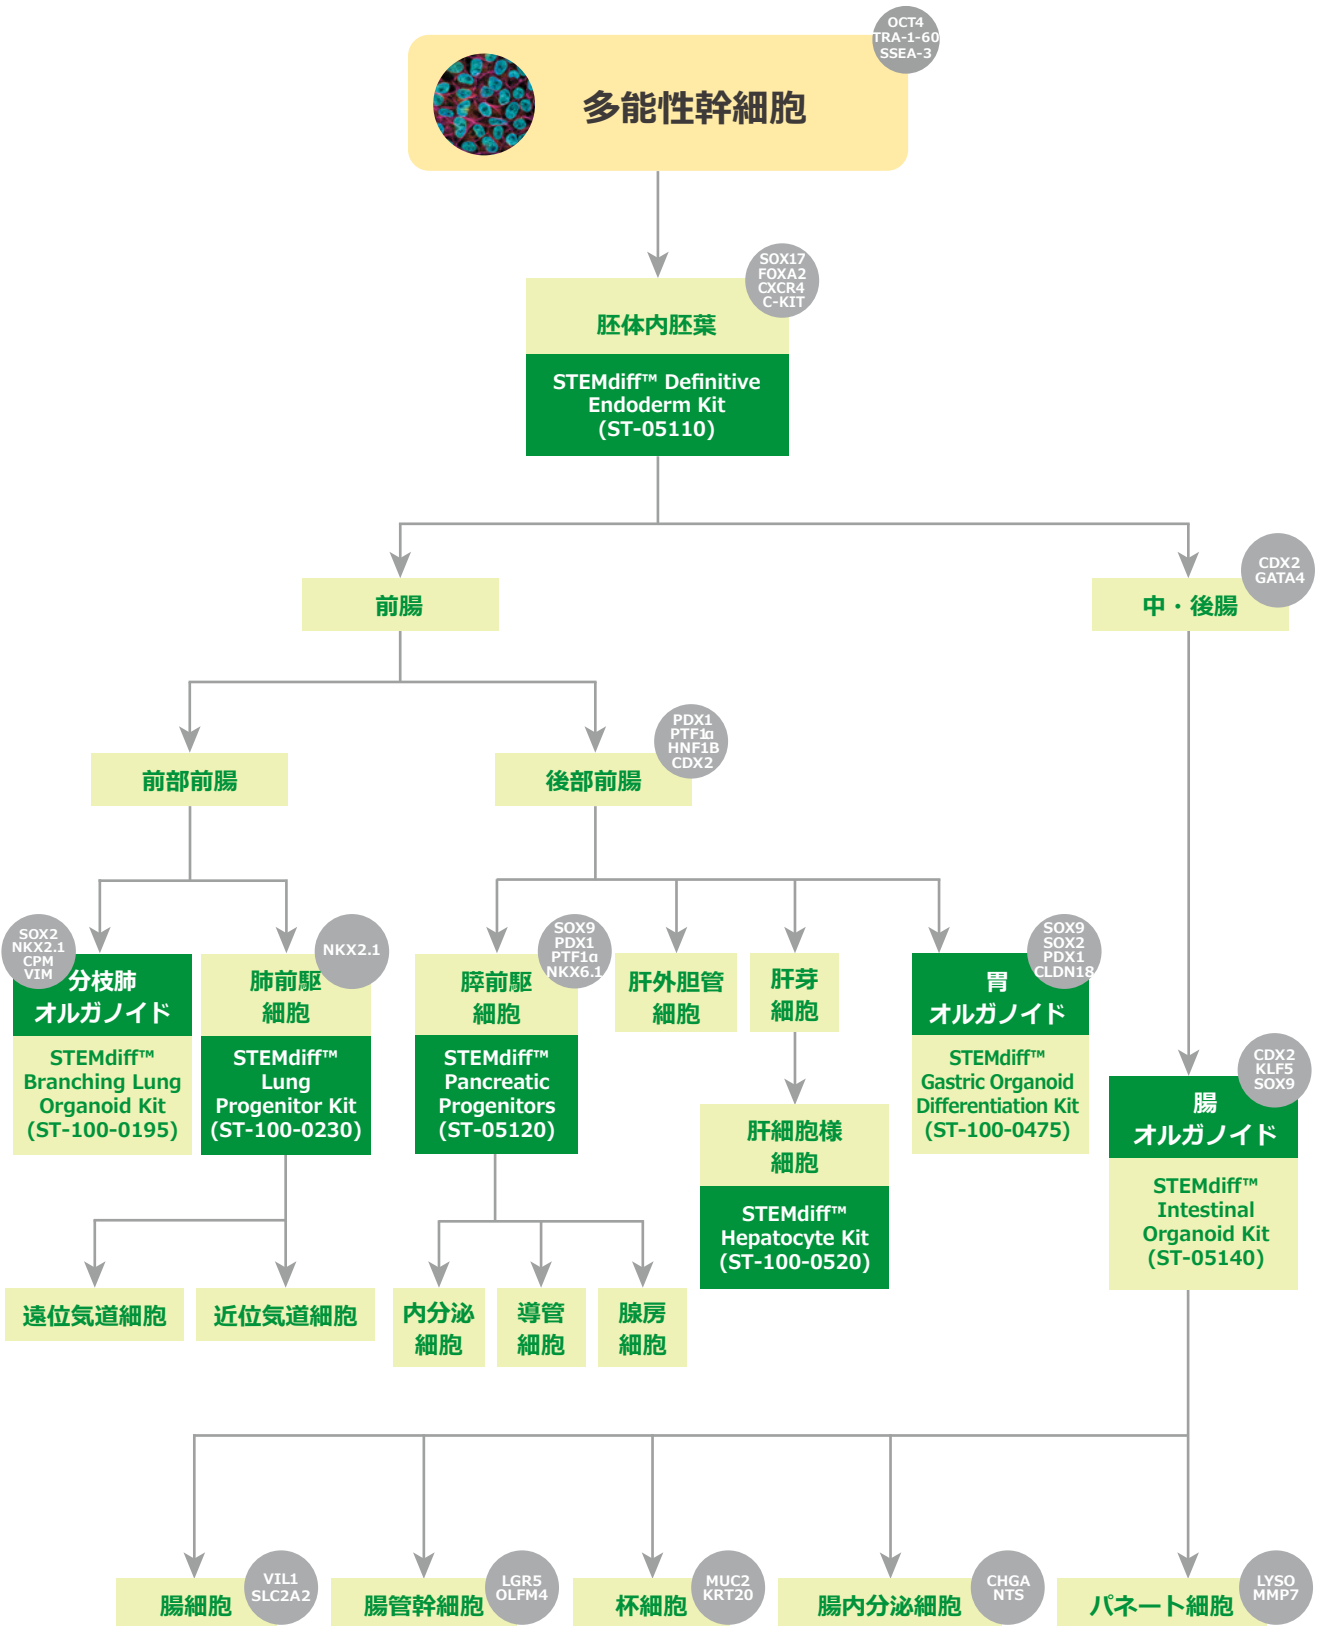 OCT4
TRA-1-60
SSEA-3
多能性幹細胞
SOX17
FOXA2
CXCR4
C-KIT
胚体内胚葉
STEMdiff™ Definitive
Endoderm Kit
(ST-05110)
前腸
CDX2
GATA4
中・後腸
前部前腸
PDX1
PTF1α
HNF1B
CDX2
後部前腸
SOX2
NKX2.1
CPM
VIM
分枝肺
オルガノイド
STEMdiff™
Branching Lung
Organoid Kit
(ST-100-0195)
NKX2.1
肺前駆
細胞
STEMdiff™
Lung
Progenitor Kit
(ST-100-0230)
SOX9
PDX1
PTF1α
NKX6.1
膵前駆
細胞
STEMdiff™
Pancreatic
Progenitors
(ST-05120)
肝外胆管
細胞
肝芽
細胞
SOX9
SOX2
PDX1
CLDN18
胃
オルガノイド
STEMdiff™
Gastric Organoid
Differentiation Kit
(ST-100-0475)
肝細胞様
細胞
STEMdiff™
Hepatocyte Kit
(ST-100-0520)
CDX2
KLF5
SOX9
腸
オルガノイド
STEMdiff™
Intestinal
Organoid Kit
(ST-05140)
遠位気道細胞
近位気道細胞
内分泌
細胞
導管
細胞
腺房
細胞
VIL1
SLC2A2
腸細胞
LGR5
OLFM4
腸管幹細胞
MUC2
KRT20
杯細胞
CHGA
NTS
腸内分泌細胞
LYSO
MMP7
パネート細胞